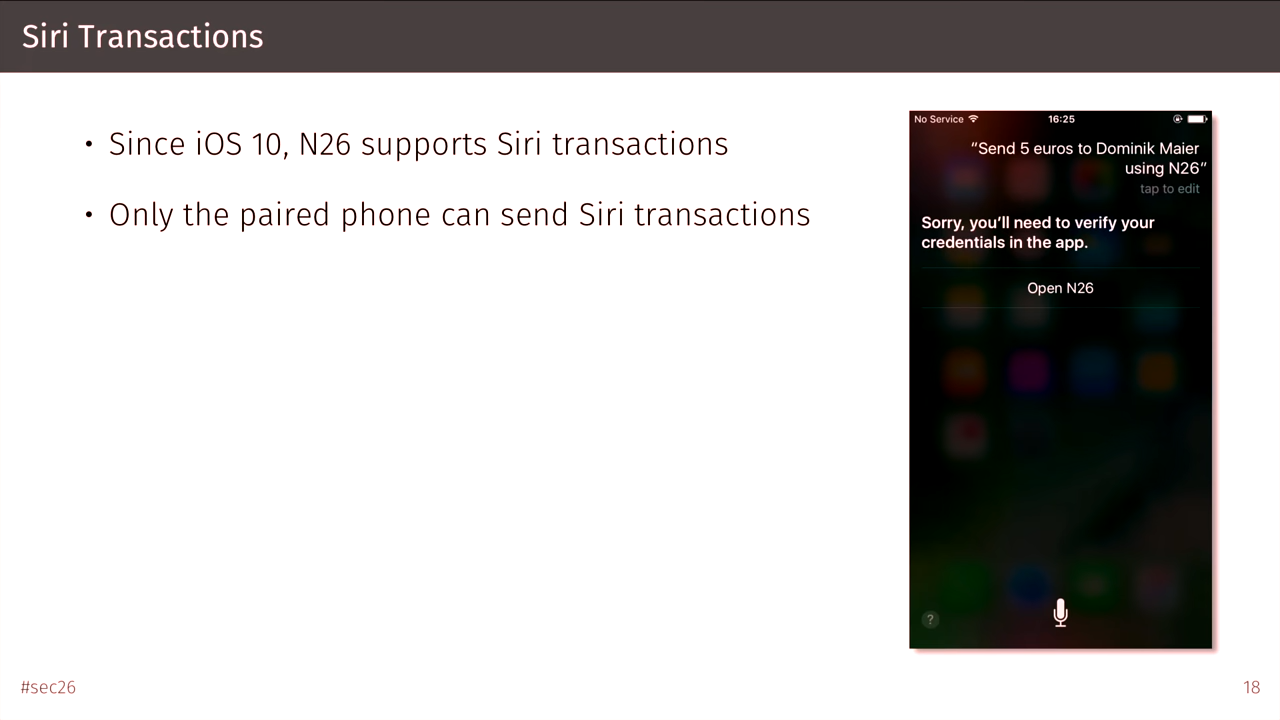 Siri Transactions
• Since iOS 10, N26 supports Siri transactions
• Only the paired phone can send Siri transactions
No Service 16:25
“Send 5 euros to Dominik Maier
using N26”
tap to edit
Sorry, you’ll need to verify your
credentials in the app.
Open N26
?
#sec26
18